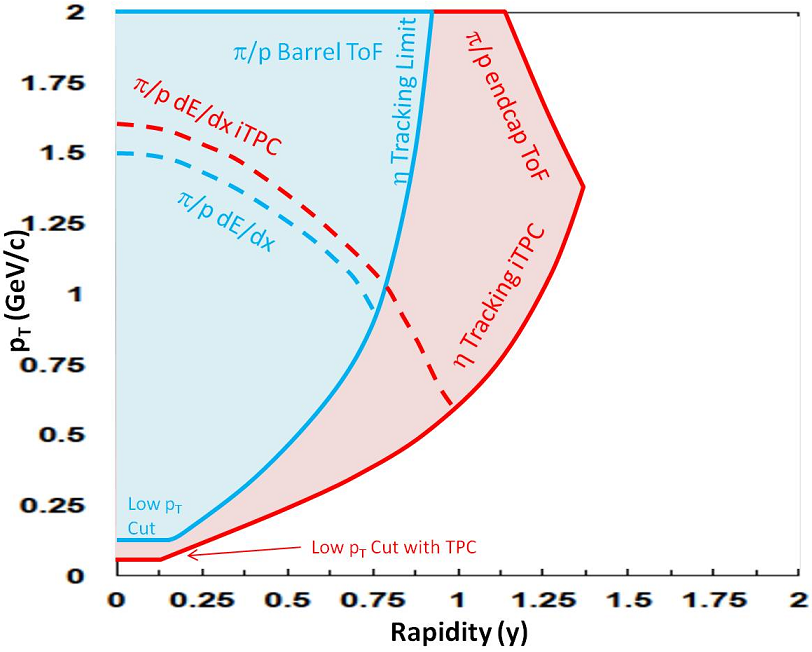 2
1.75
1.5
1.25
1
0.75
0.5
0.25
0
p_T (GeV/c)
π/p Barrel ToF
η Tracking Limit
π/p endcap ToF
π/p dE/dx iTPC
π/p dE/dx
η Tracking iTPC
Low p_T
Cut
Low p_T Cut with TPC
0
0.25
0.5
0.75
1
1.25
1.5
1.75
2
Rapidity (y)